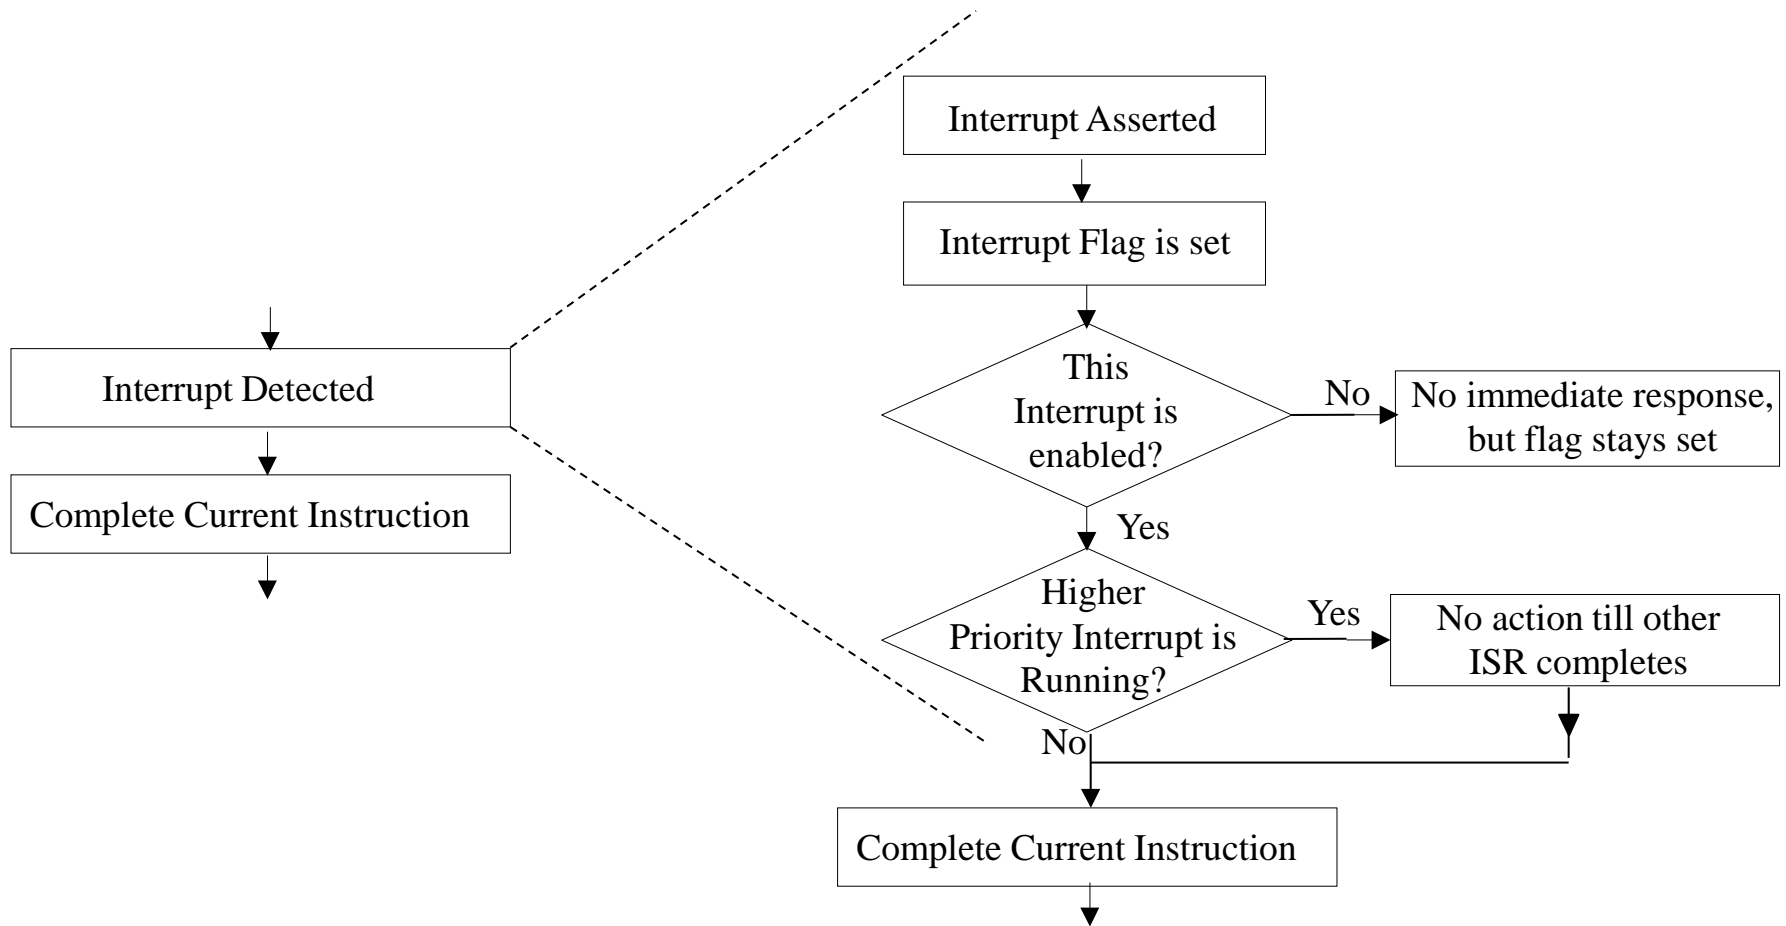 Interrupt Detected
Complete Current Instruction
Interrupt Asserted
Interrupt Flag is set
This
Interrupt is
enabled?
No
No immediate response,
but flag stays set
Yes
Higher
Priority Interrupt is
Running?
Yes
No action till other
ISR completes
No
Complete Current Instruction